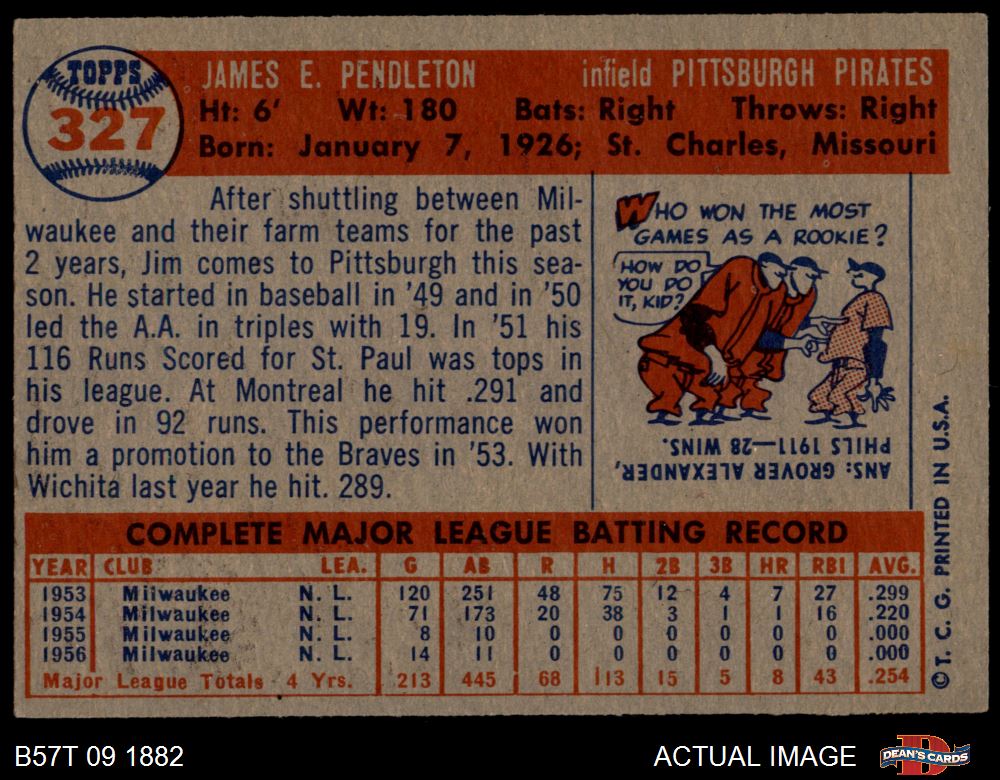 TOPPS
327
JAMES E. PENDLETON infield PITTSBURGH PIRATES
Ht: 6' Wt: 180 Bats: Right Throws: Right
Born: January 7, 1926; St. Charles, Missouri
After shuttling between Mil-
waukee and their farm teams for the past
2 years, Jim comes to Pittsburgh this sea-
son. He started in baseball in '49 and in '50
led the A.A. in triples with 19. In '51 his
116 Runs Scored for St. Paul was tops in
his league. At Montreal he hit .291 and
drove in 92 runs. This performance won
him a promotion to the Braves in '53. With
Wichita last year he hit. 289.
WHO WON THE MOST
GAMES AS A ROOKIE?
HOW DO
YOU DO
IT, KID?
ANS: GROVER ALEXANDER,
PHILS 1911—28 WINS.
COMPLETE MAJOR LEAGUE BATTING RECORD
YEAR CLUB LEA. G AB R H 2B 3B HR RBI AVG.
1953 Milwaukee N. L. 120 251 48 75 12 4 7 27 .299
1954 Milwaukee N. L. 71 173 20 38 3 1 1 16 .220
1955 Milwaukee N. L. 8 10 0 0 0 0 0 0 .000
1956 Milwaukee N. L. 14 11 0 0 0 0 0 0 .000
Major League Totals 4 Yrs. 213 445 68 113 15 5 8 43 .254
©T. C. G. PRINTED IN U.S.A.
B57T 09 1882 ACTUAL IMAGE
DEAN'S CARDS